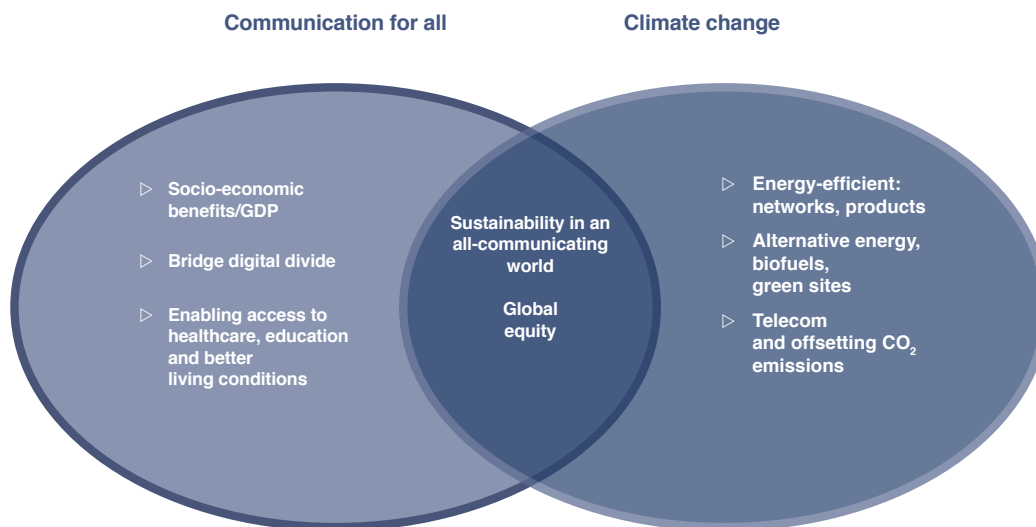 Communication for all
Climate change
▷ Socio-economic
benefits/GDP
▷ Bridge digital divide
▷ Enabling access to
healthcare, education
and better
living conditions
Sustainability in an
all-communicating
world
Global
equity
▷ Energy-efficient:
networks, products
▷ Alternative energy,
biofuels,
green sites
▷ Telecom
and offsetting CO₂
emissions